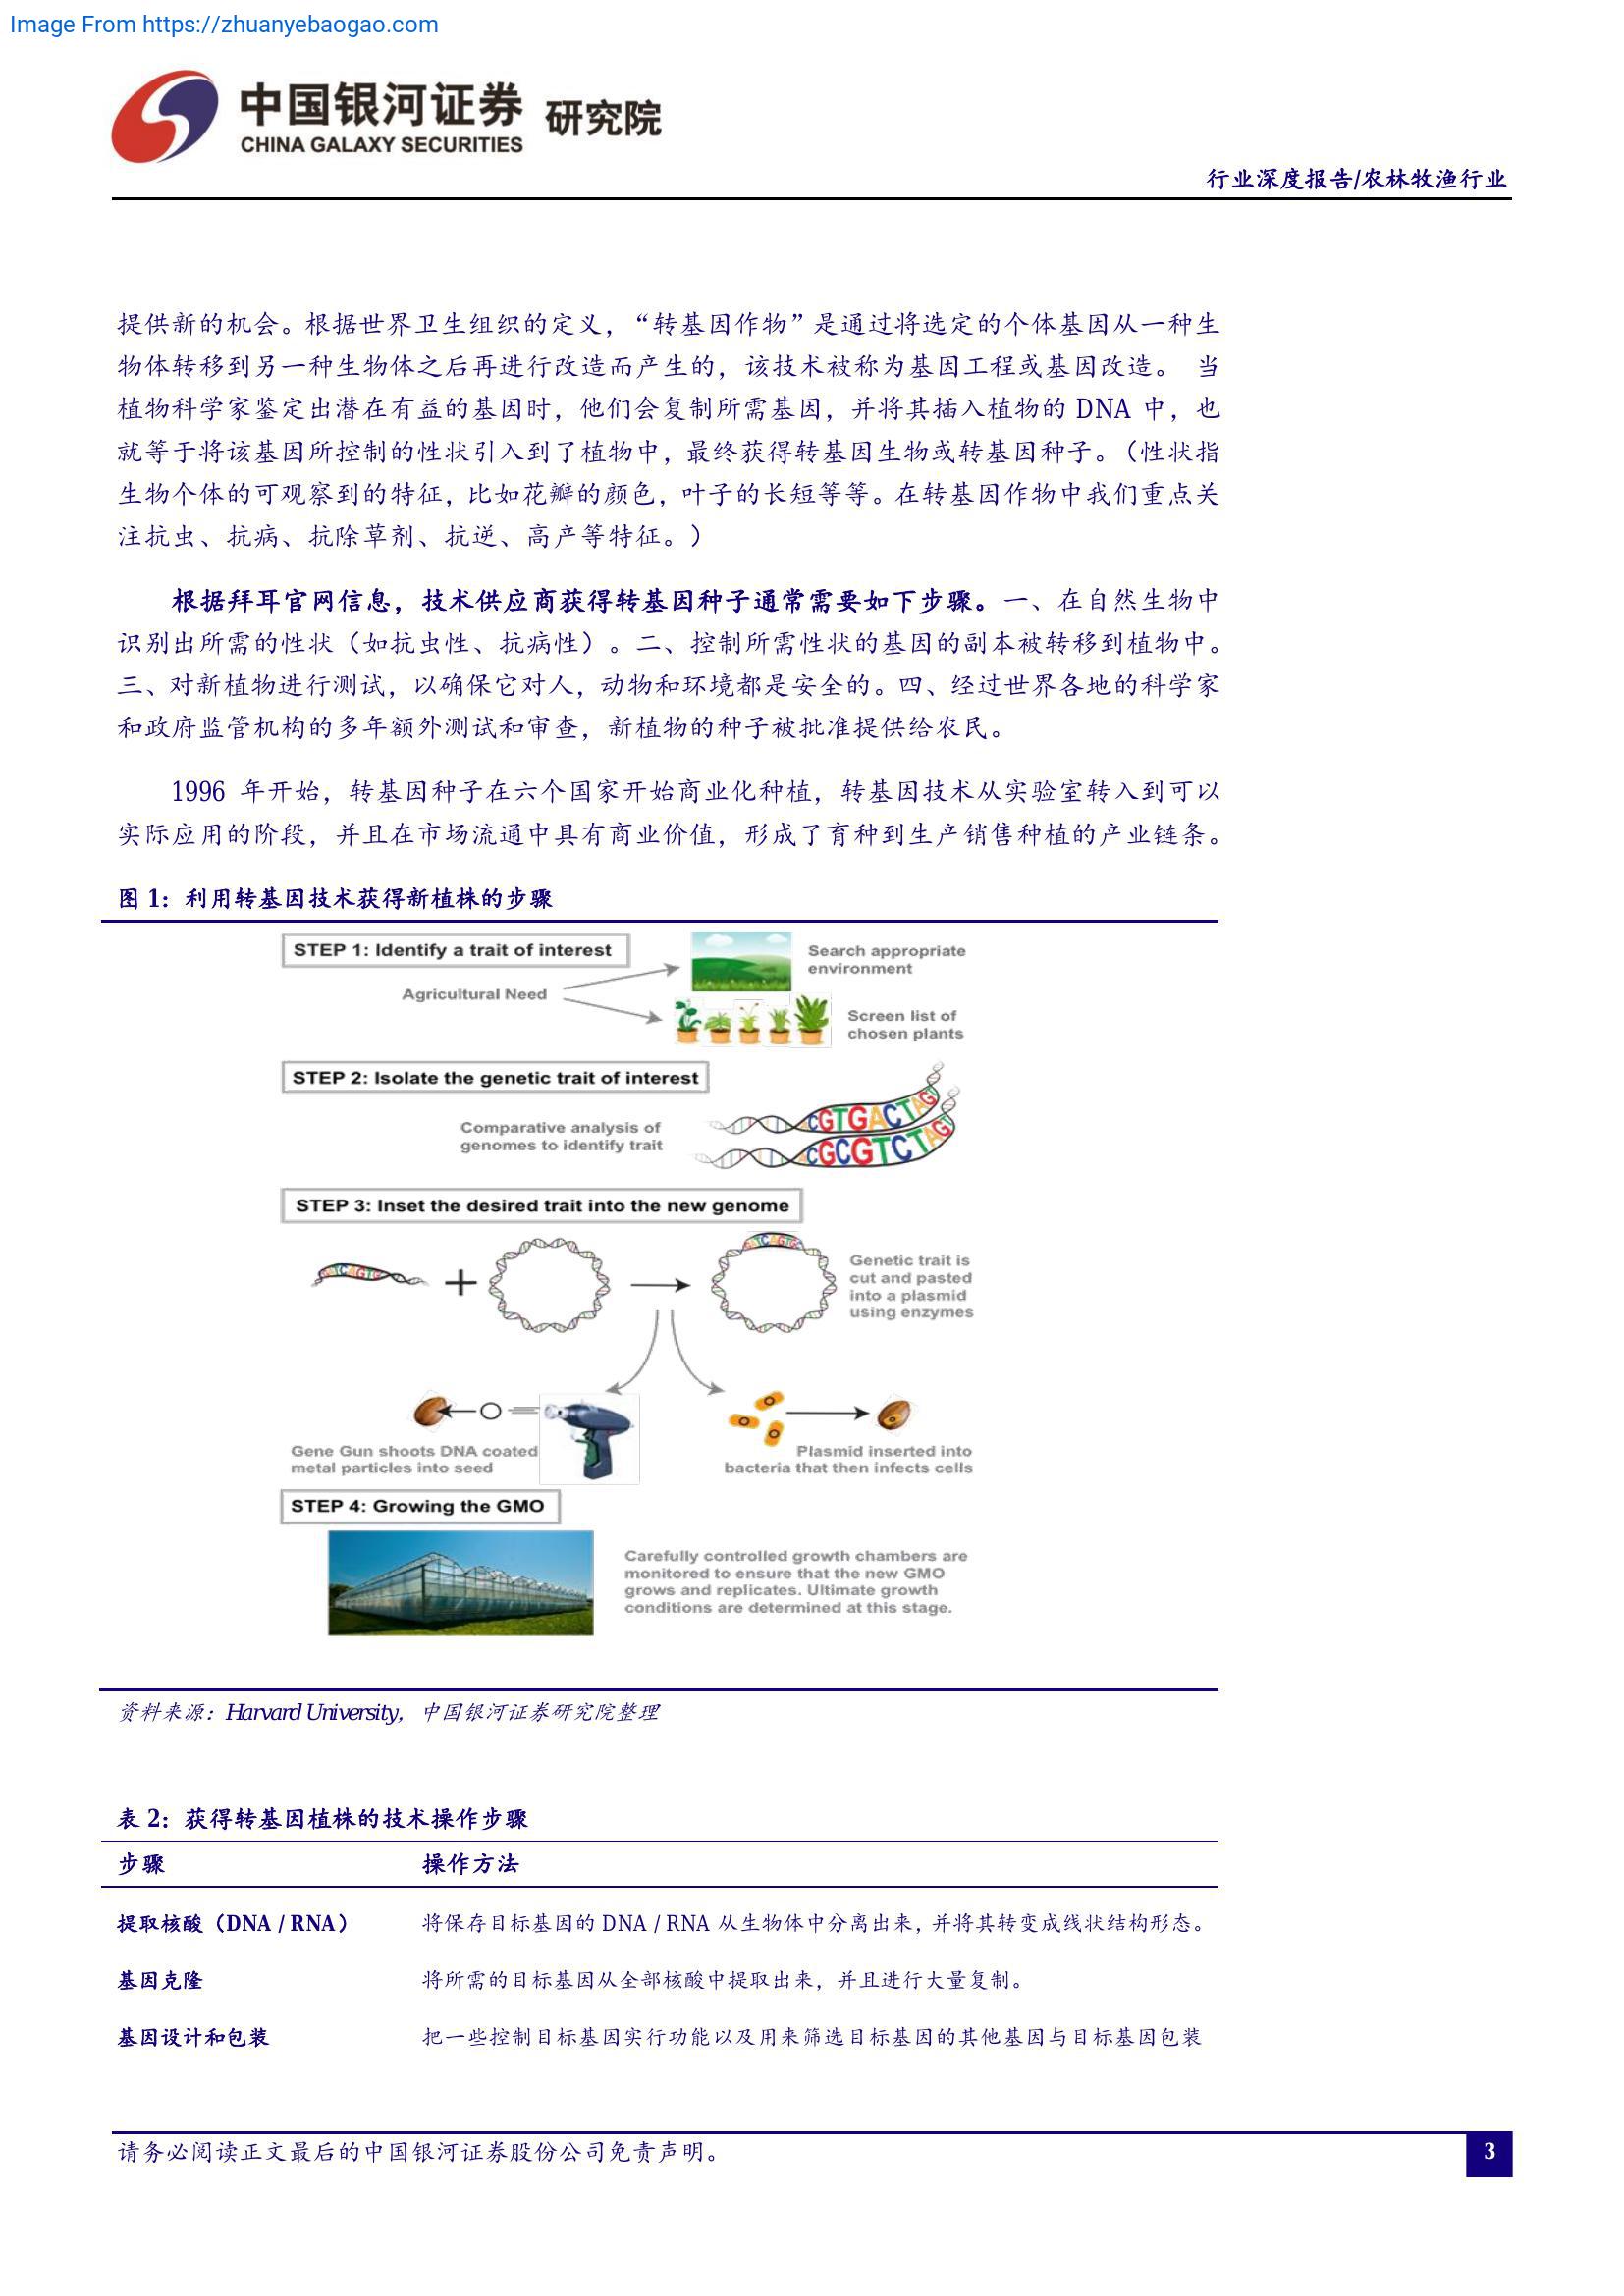 Image From https://zhuanyebaogao.com
中国银河证券 研究院
CHINA GALAXY SECURITIES
行业深度报告/农林牧渔行业
提供新的机会。根据世界卫生组织的定义，“转基因作物”是通过将选定的个体基因从一种生
物体转移到另一种生物体之后再进行改造而产生的，该技术被称为基因工程或基因改造。 当
植物科学家鉴定出潜在有益的基因时，他们会复制所需基因，并将其插入植物的 DNA 中，也
就等于将该基因所控制的性状引入到了植物中，最终获得转基因生物或转基因种子。（性状指
生物个体的可观察到的特征，比如花瓣的颜色，叶子的长短等等。在转基因作物中我们重点关
注抗虫、抗病、抗除草剂、抗逆、高产等特征。）
根据拜耳官网信息，技术供应商获得转基因种子通常需要如下步骤。一、在自然生物中
识别出所需的性状（如抗虫性、抗病性）。二、控制所需性状的基因的副本被转移到植物中。
三、对新植物进行测试，以确保它对人，动物和环境都是安全的。四、经过世界各地的科学家
和政府监管机构的多年额外测试和审查，新植物的种子被批准提供给农民。
1996 年开始，转基因种子在六个国家开始商业化种植，转基因技术从实验室转入到可以
实际应用的阶段，并且在市场流通中具有商业价值，形成了育种到生产销售种植的产业链条。
图 1：利用转基因技术获得新植株的步骤
STEP 1: Identify a trait of interest
Search appropriate
environment
Agricultural Need
Screen list of
chosen plants
STEP 2: Isolate the genetic trait of interest
Comparative analysis of
genomes to identify trait
ACGTGACTAGT
ACGCGTCTAGT
STEP 3: Inset the desired trait into the new genome
+
Genetic trait is
cut and pasted
into a plasmid
using enzymes
Gene Gun shoots DNA coated
metal particles into seed
Plasmid inserted into
bacteria that then infects cells
STEP 4: Growing the GMO
Carefully controlled growth chambers are
monitored to ensure that the new GMO
grows and replicates. Ultimate growth
conditions are determined at this stage.
资料来源：Harvard University，中国银河证券研究院整理
表 2：获得转基因植株的技术操作步骤
步骤 操作方法
提取核酸（DNA / RNA） 将保存目标基因的 DNA / RNA 从生物体中分离出来，并将其转变成线状结构形态。
基因克隆 将所需的目标基因从全部核酸中提取出来，并且进行大量复制。
基因设计和包装 把一些控制目标基因实行功能以及用来筛选目标基因的其他基因与目标基因包装
请务必阅读正文最后的中国银河证券股份公司免责声明。
3